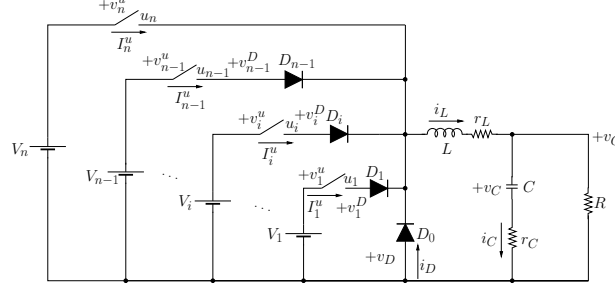 +v_n^u u_n
I_n^u
+v_{n-1}^u u_{n-1} +v_{n-1}^D D_{n-1}
I_{n-1}^u
+v_i^u u_i +v_i^D D_i
I_i^u
i_L r_L
L
+v_C
V_n
V_{n-1} ...
V_i ...
+v_1^u u_1 D_1
I_1^u +v_1^D
+v_C C
R
V_1
D_0
i_C r_C
+v_D i_D